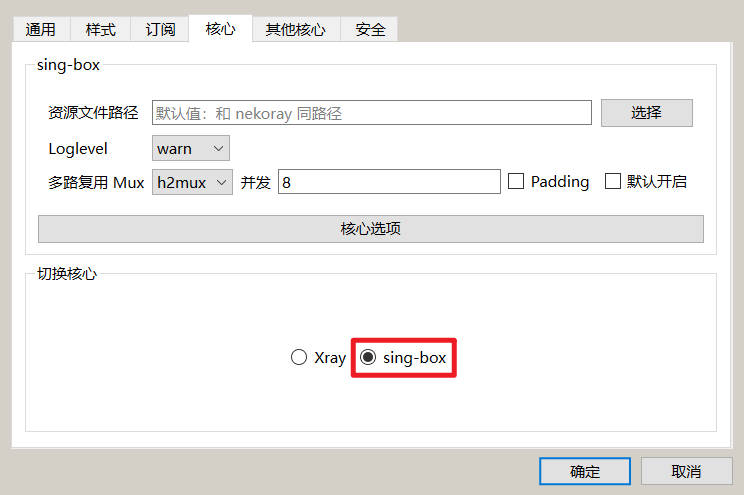 通用 样式 订阅 核心 其他核心 安全
sing-box
资源文件路径 默认值：和 nekoray 同路径 选择
Loglevel warn
多路复用 Mux h2mux 并发 8 Padding 默认开启
核心选项
切换核心
Xray sing-box
确定 取消